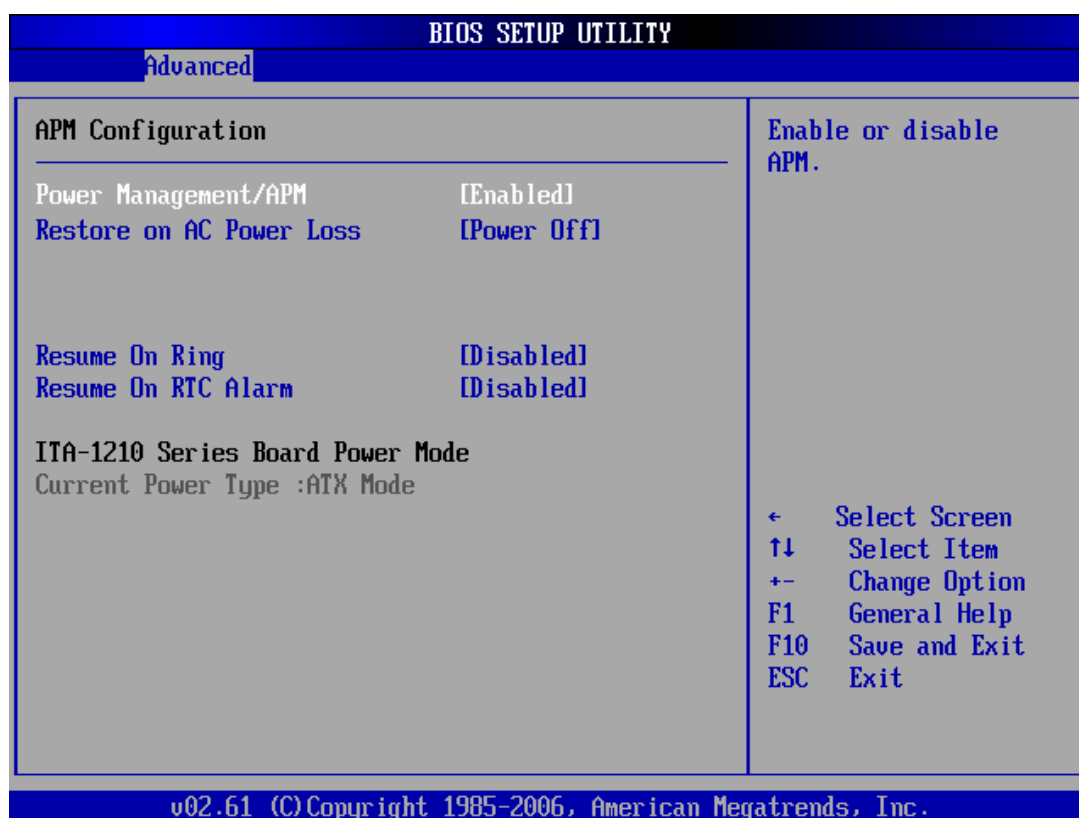 BIOS SETUP UTILITY
Advanced
APM Configuration
Power Management/APM [Enabled]
Restore on AC Power Loss [Power Off]
Resume On Ring [Disabled]
Resume On RTC Alarm [Disabled]
ITA-1210 Series Board Power Mode
Current Power Type :ATX Mode
Enable or disable
APM.
← Select Screen
↑↓ Select Item
+- Change Option
F1 General Help
F10 Save and Exit
ESC Exit
v02.61 (C)Copyright 1985-2006, American Megatrends, Inc.